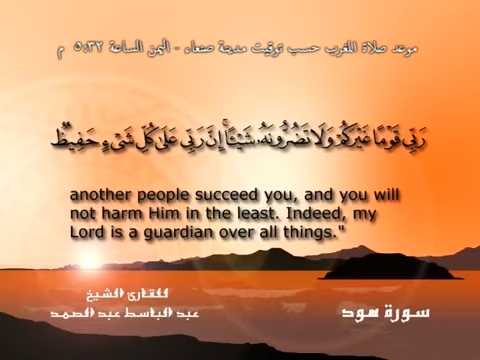 موعد صلاة المغرب حسب توقيت مدينة صنعاء - اليمن الساعة ٥:٣٢ م
رَبِّي قَوْمًا غَيْرَكُمْ وَلَا تَضُرُّونَهُۥ شَيْـًٔا ۚ إِنَّ رَبِّي عَلَىٰ كُلِّ شَىْءٍ حَفِيظٌ
another people succeed you, and you will
not harm Him in the least. Indeed, my
Lord is a guardian over all things."
للقارئ الشيخ
عبد الباسط عبد الصمد
سورة هود